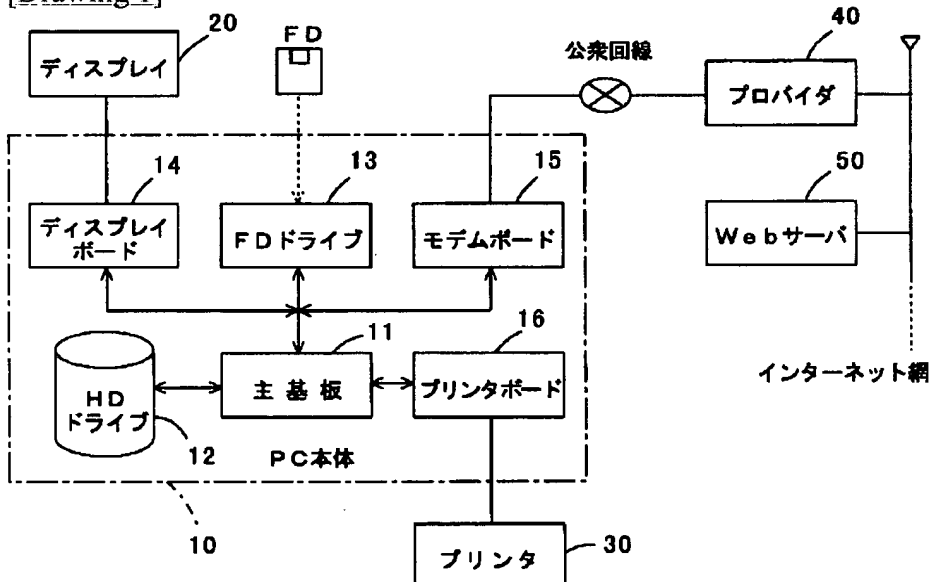 [Drawing 1]
20
ディスプレイ
FD
公衆回線
40
プロバイダ
14
ディスプレイ
ボード
13
FDドライブ
15
モデムボード
50
Webサーバ
HD
ドライブ
12
11
主基板
16
プリンタボード
インターネット網
PC本体
10
プリンタ
30